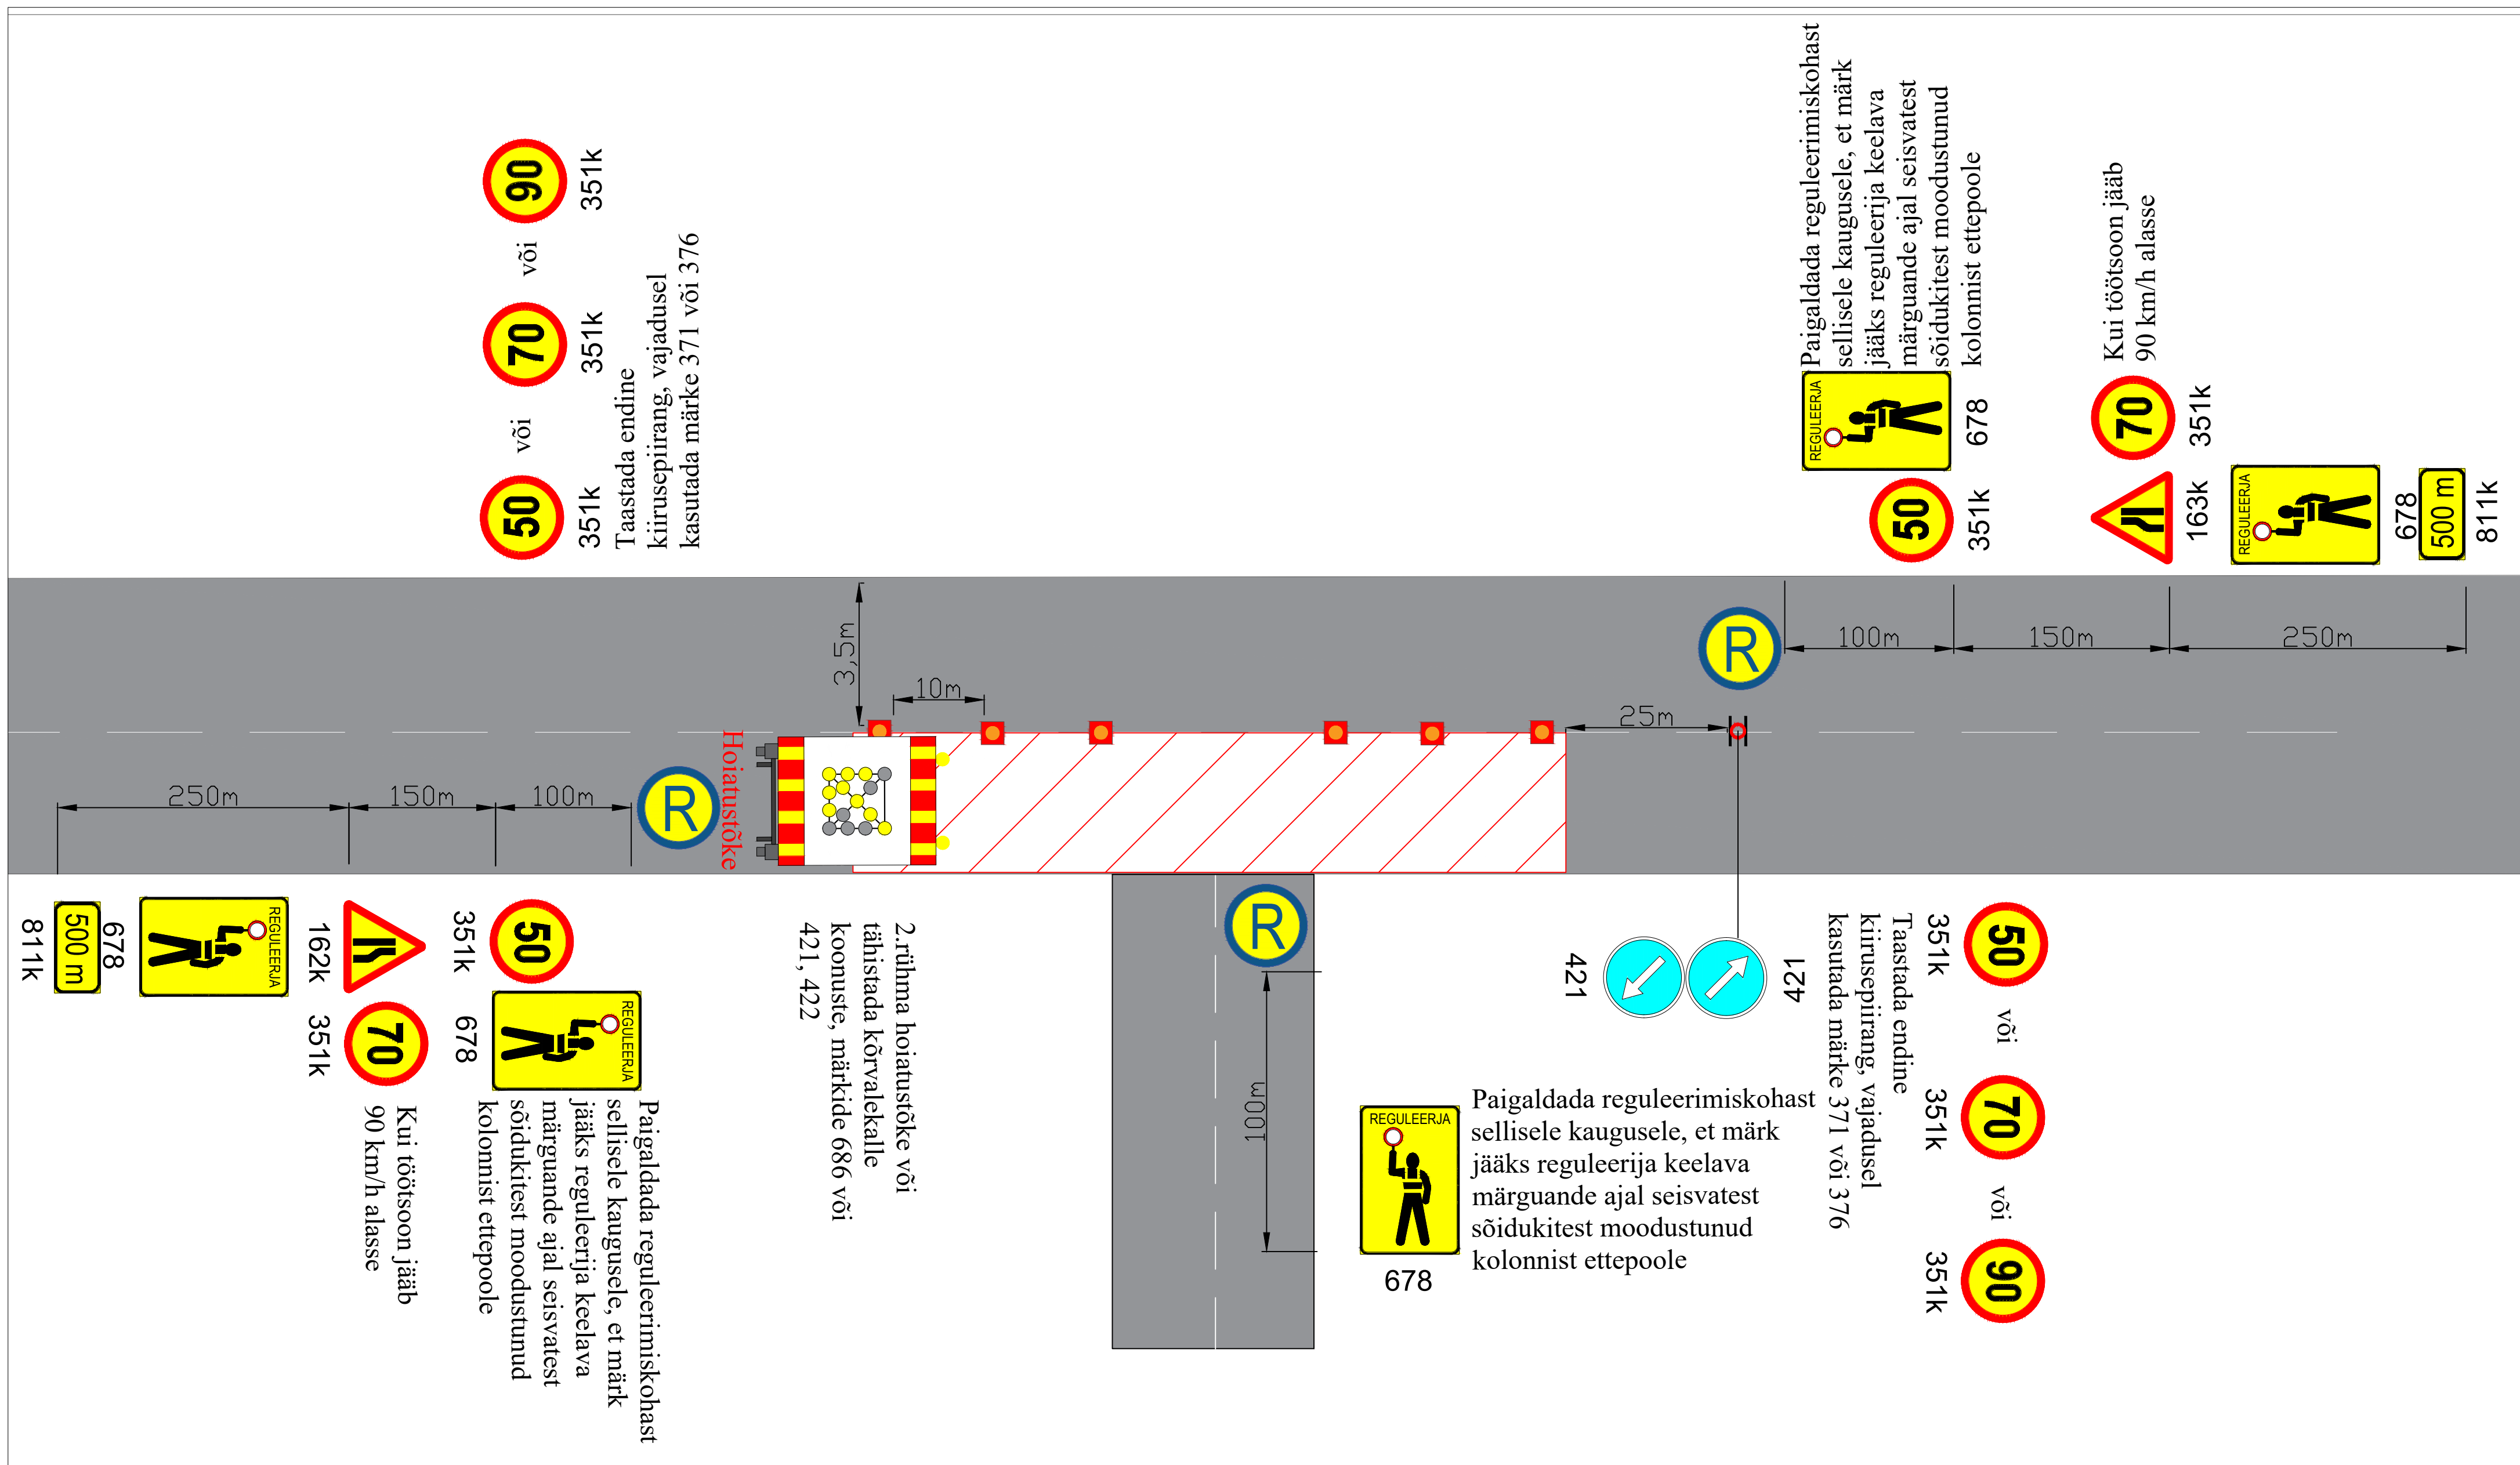 90
351k
või
70
351k
või
50
351k
Taastada endine
kiirusepiirang, vajadusel
kasutada märke 371 või 376
Paigaldada reguleerimiskohast
sellisele kaugusele, et märk
jääks reguleerija keelava
märguande ajal seisvatest
sõidukitest moodustunud
kolonnist ettepoole
REGULEERJA
678
50
351k
Kui töötsoon jääb
90 km/h alasse
70
351k
163k
REGULEERJA
678
500 m
811k
3,5m
10m
25m
R
100m
150m
250m
250m
150m
100m
R
Hoiatustõke
R
100m
811k
500 m
678
REGULEERJA
162k
351k
70
Kui töötsoon jääb
90 km/h alasse
351k
50
678
REGULEERJA
Paigaldada reguleerimiskohast
sellisele kaugusele, et märk
jääks reguleerija keelava
märguande ajal seisvatest
sõidukitest moodustunud
kolonnist ettepoole
2.rühma hoiatustõke või
tähistada kõrvalekalle
koonuste, märkide 686 või
421, 422
421
421
REGULEERJA
678
Paigaldada reguleerimiskohast
sellisele kaugusele, et märk
jääks reguleerija keelava
märguande ajal seisvatest
sõidukitest moodustunud
kolonnist ettepoole
Taastada endine
kiirusepiirang, vajadusel
kasutada märke 371 või 376
351k
50
või
351k
70
või
351k
90